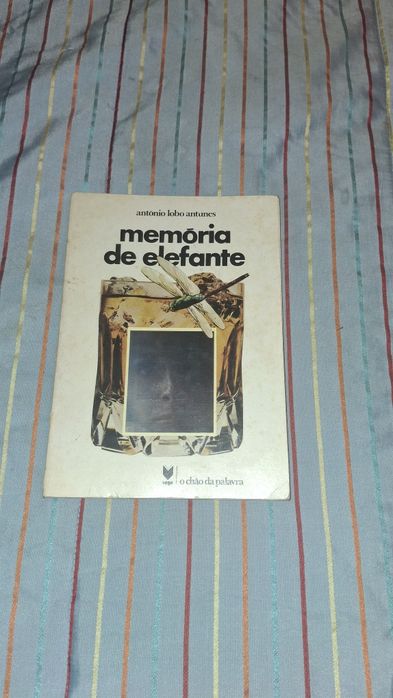 antónio lobo antunes
memória
de elefante
vega
o chão da palavra